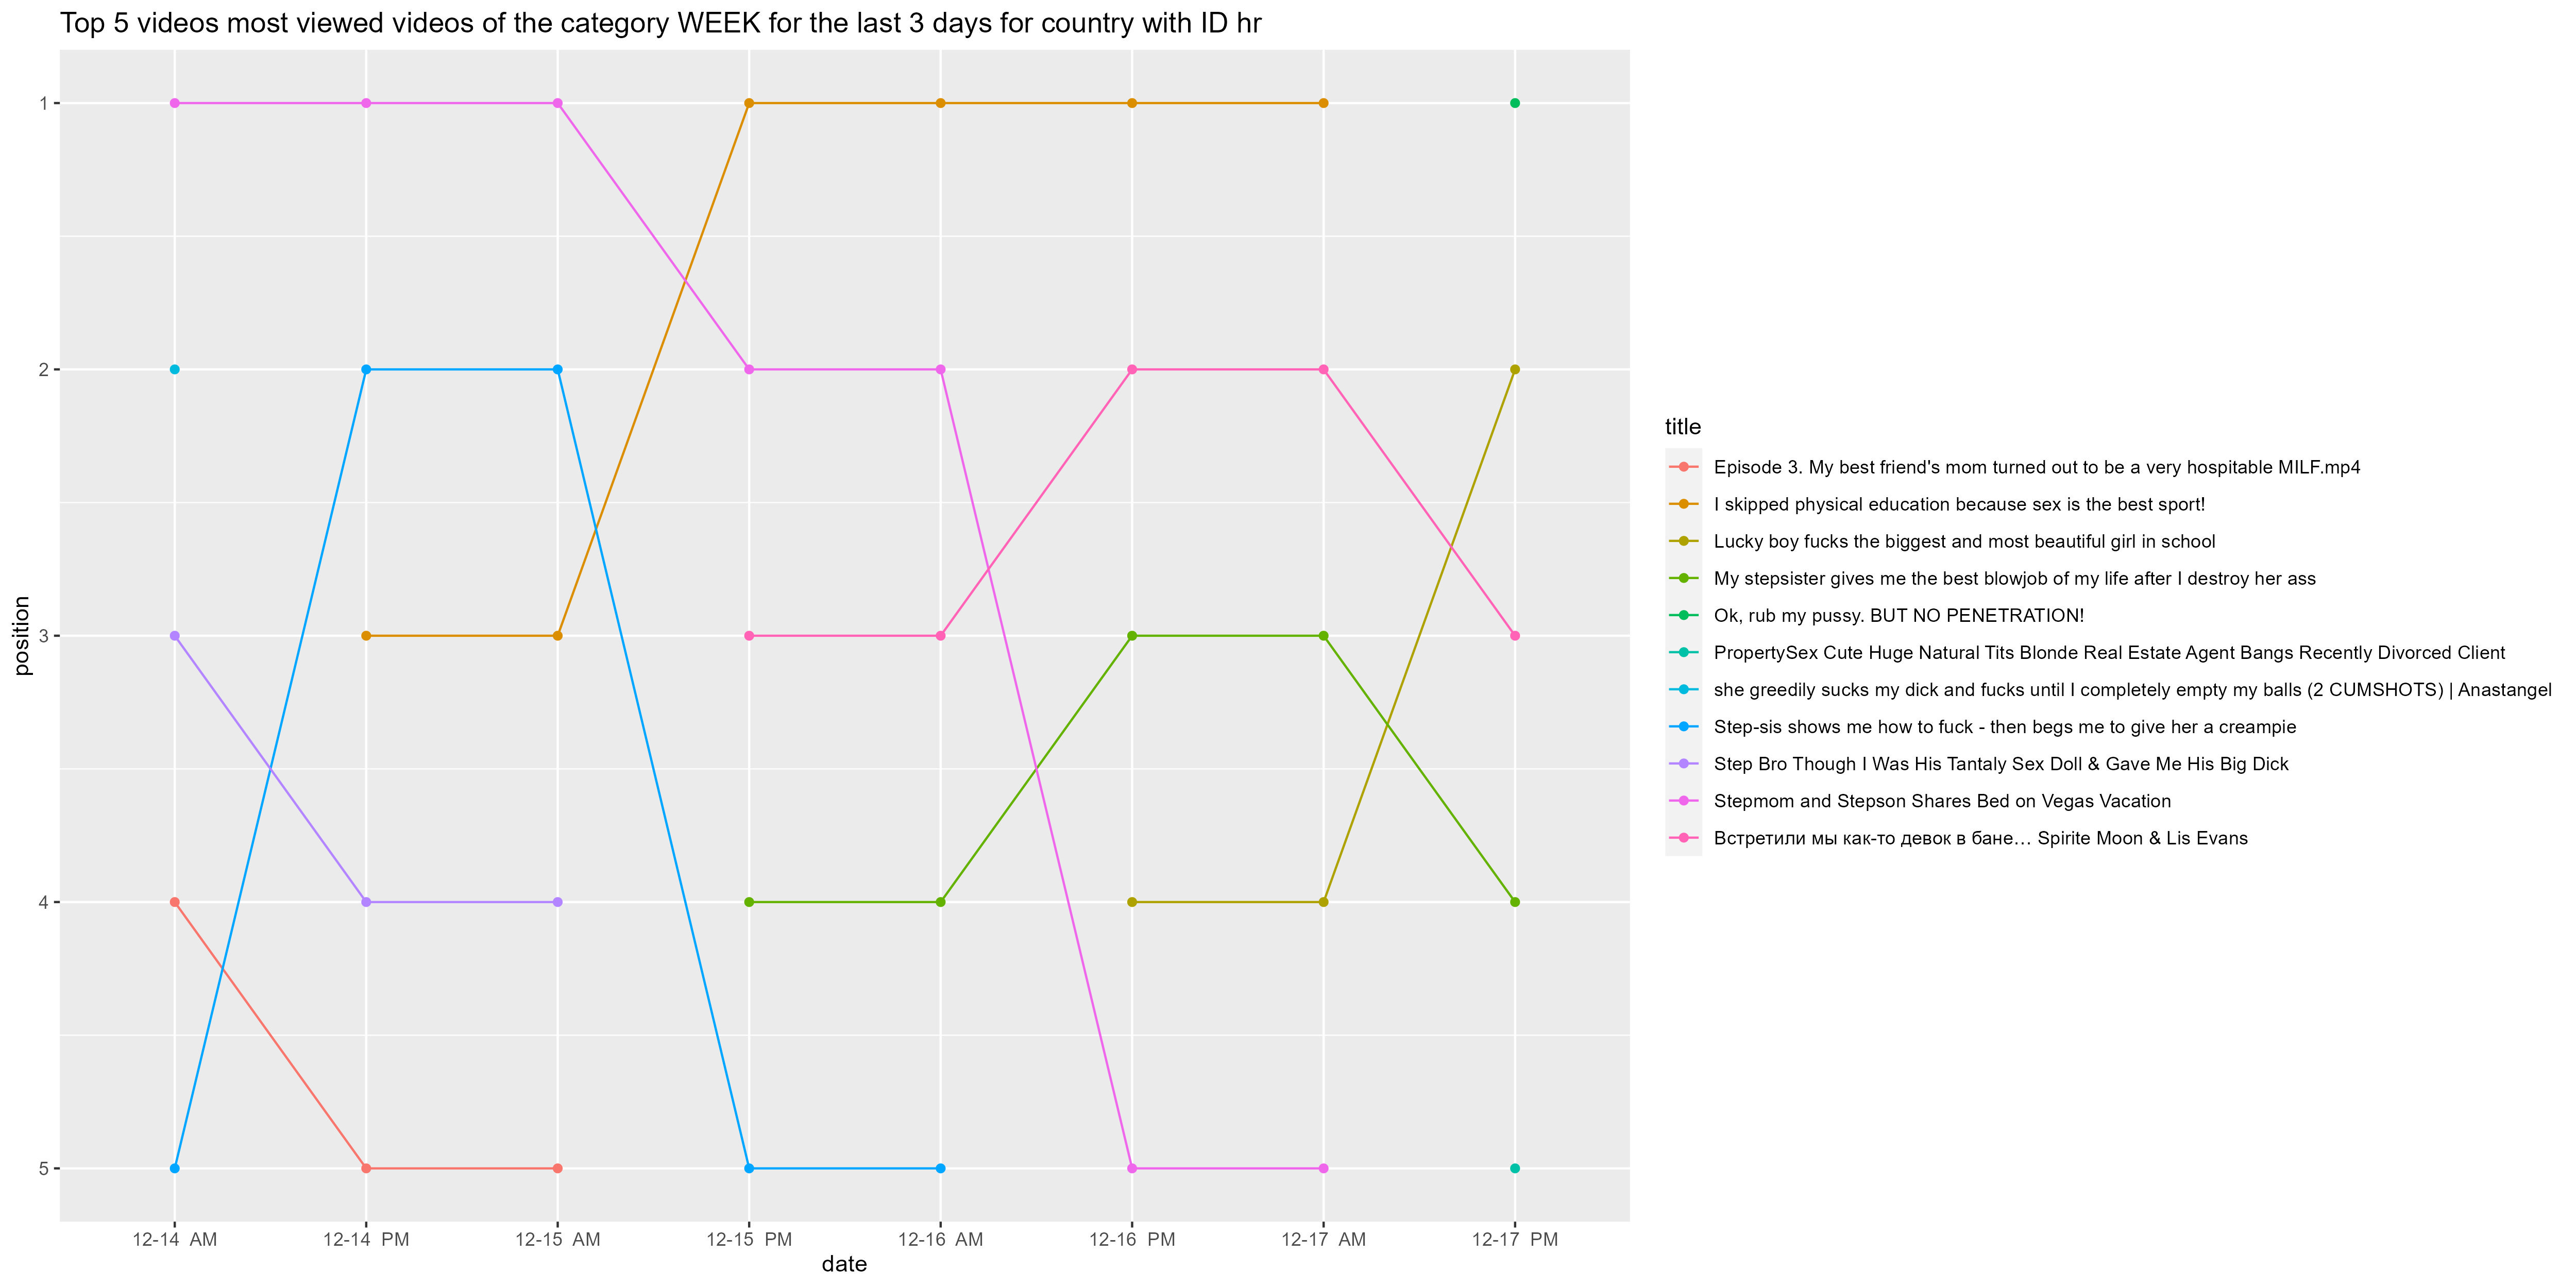 Top 5 videos most viewed videos of the category WEEK for the last 3 days for country with ID hr
1
2
3
4
5
position
12-14 AM
12-14 PM
12-15 AM
12-15 PM
12-16 AM
12-16 PM
12-17 AM
12-17 PM
date
title
Episode 3. My best friend's mom turned out to be a very hospitable MILF.mp4
I skipped physical education because sex is the best sport!
Lucky boy fucks the biggest and most beautiful girl in school
My stepsister gives me the best blowjob of my life after I destroy her ass
Ok, rub my pussy. BUT NO PENETRATION!
PropertySex Cute Huge Natural Tits Blonde Real Estate Agent Bangs Recently Divorced Client
she greedily sucks my dick and fucks until I completely empty my balls (2 CUMSHOTS) | Anastangel
Step-sis shows me how to fuck - then begs me to give her a creampie
Step Bro Though I Was His Tantaly Sex Doll & Gave Me His Big Dick
Stepmom and Stepson Shares Bed on Vegas Vacation
Встретили мы как-то девок в бане… Spirite Moon & Lis Evans